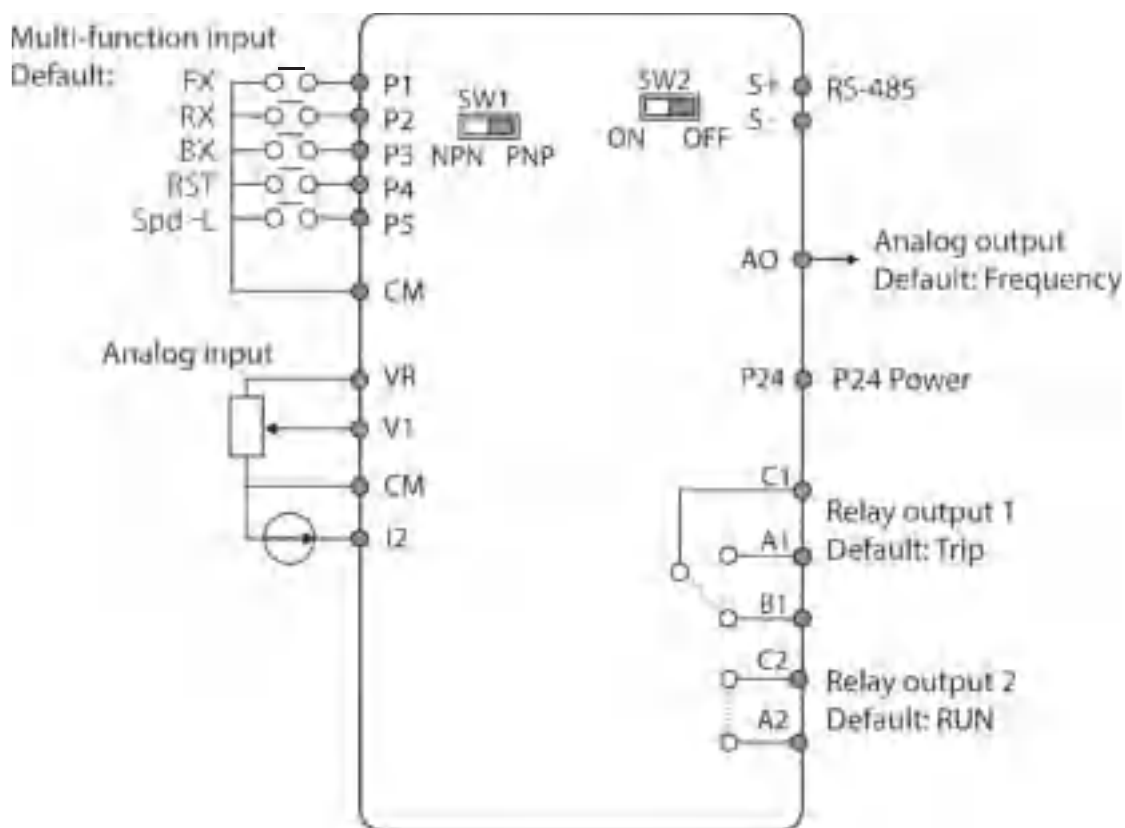 Multi-function input
Default:
FX
RX
BX
RST
Spd-L
P1
P2
P3
P4
P5
CM
SW1
NPN PNP
SW2
ON OFF
S+
S-
RS-485
AO
Analog output
Default: Frequency
Analog input
VR
V1
CM
I2
P24
P24 Power
C1
A1
B1
Relay output 1
Default: Trip
C2
A2
Relay output 2
Default: RUN